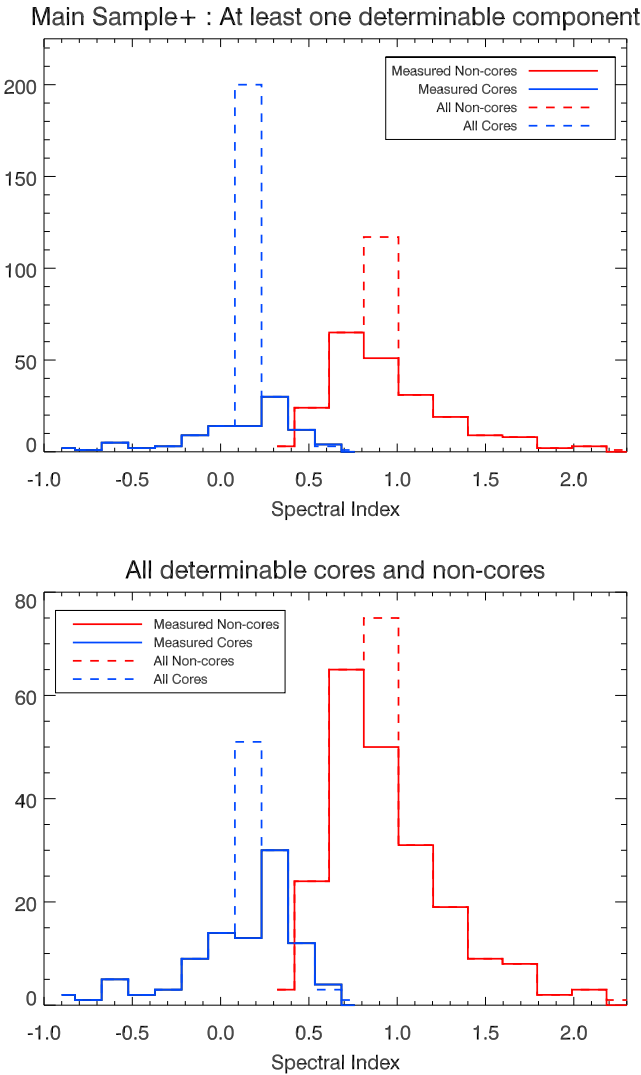 Main Sample+ : At least one determinable component
Measured Non-cores
Measured Cores
All Non-cores
All Cores
200
150
100
50
0
-1.0 -0.5 0.0 0.5 1.0 1.5 2.0
Spectral Index
All determinable cores and non-cores
80
Measured Non-cores
Measured Cores
All Non-cores
All Cores
60
40
20
0
-1.0 -0.5 0.0 0.5 1.0 1.5 2.0
Spectral Index